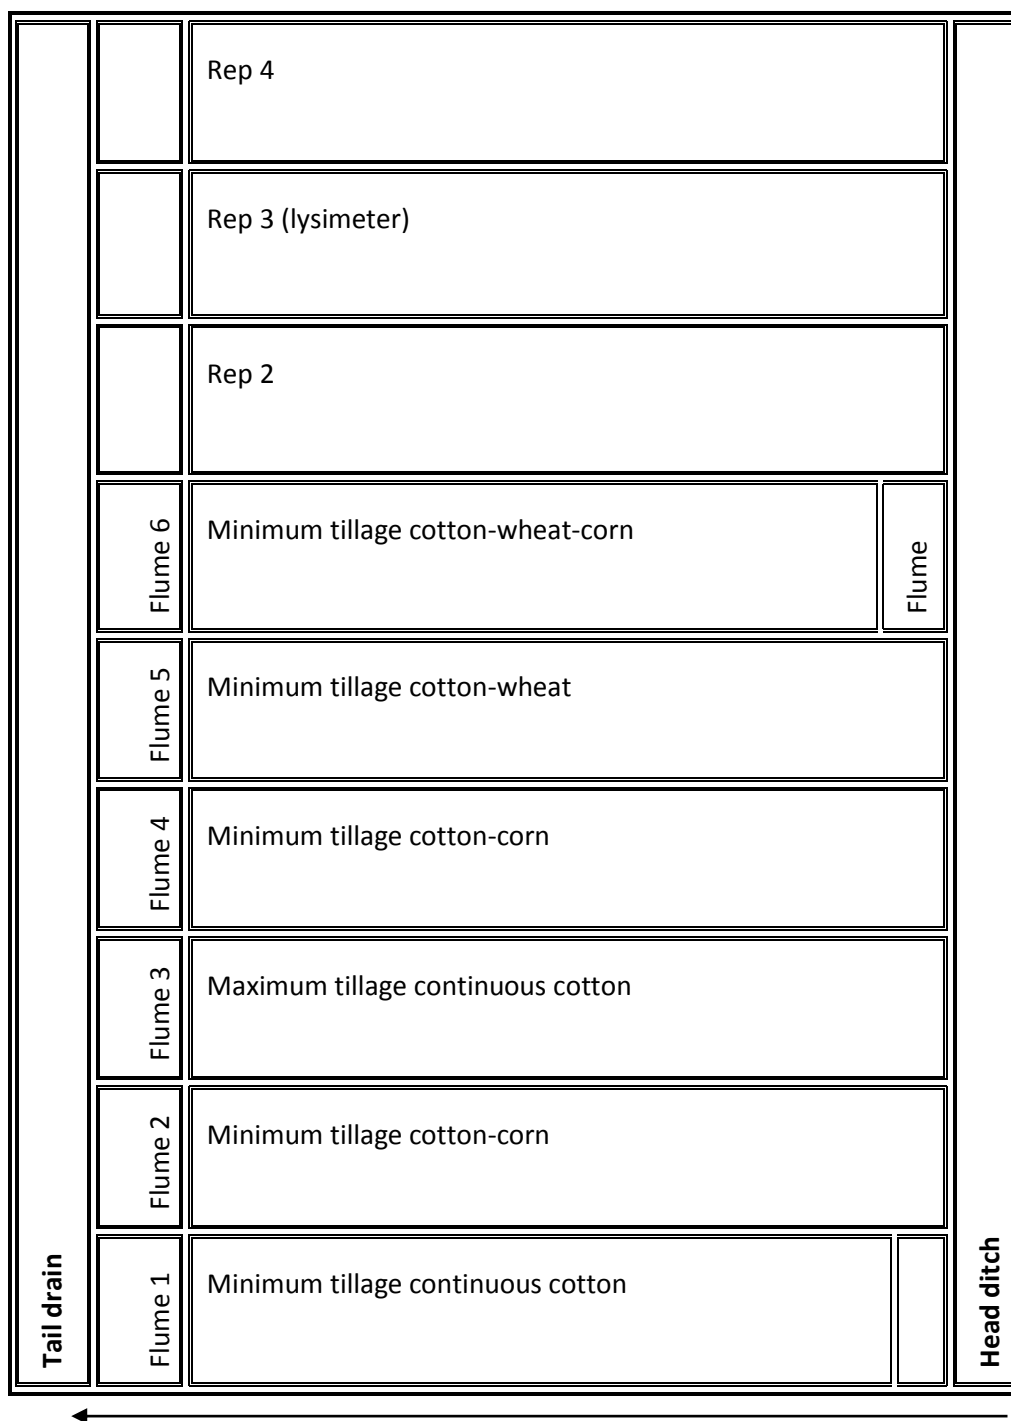 Rep 4
Rep 3 (lysimeter)
Rep 2
Flume 6
Minimum tillage cotton-wheat-corn
Flume
Flume 5
Minimum tillage cotton-wheat
Flume 4
Minimum tillage cotton-corn
Flume 3
Maximum tillage continuous cotton
Flume 2
Minimum tillage cotton-corn
Flume 1
Minimum tillage continuous cotton
Tail drain
Head ditch